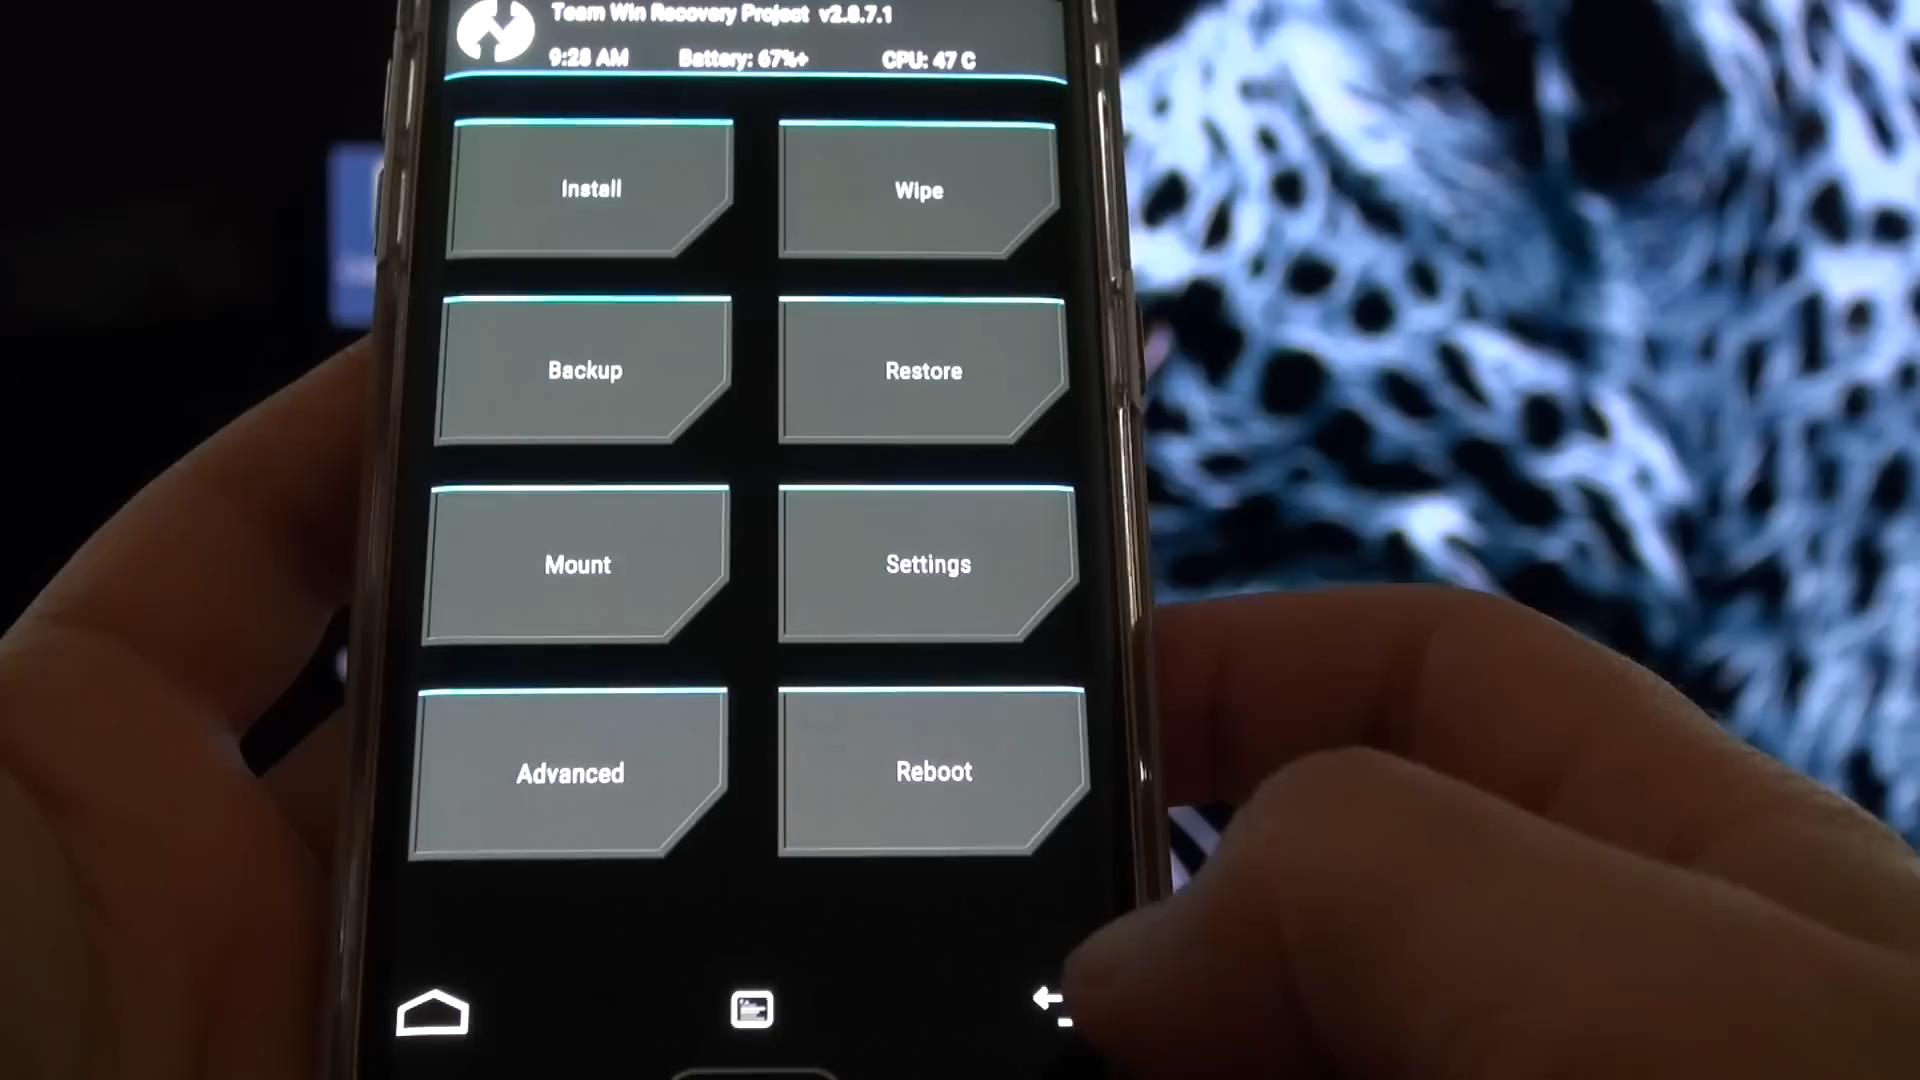 Team Win Recovery Project v2.8.7.1
9:28 AM Battery: 67%+ CPU: 47 C
Install Wipe
Backup Restore
Mount Settings
Advanced Reboot